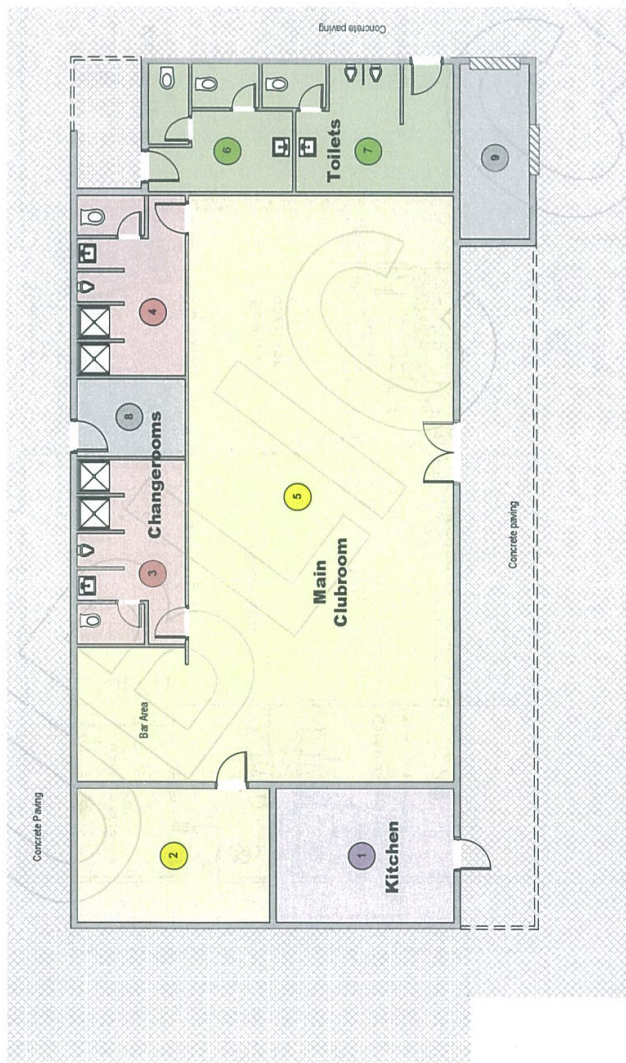 Concrete paving
6
7
Toilets
9
4
8
Changerooms
3
5
Main
Clubroom
Bar Area
Concrete paving
Concrete Paving
2
1
Kitchen